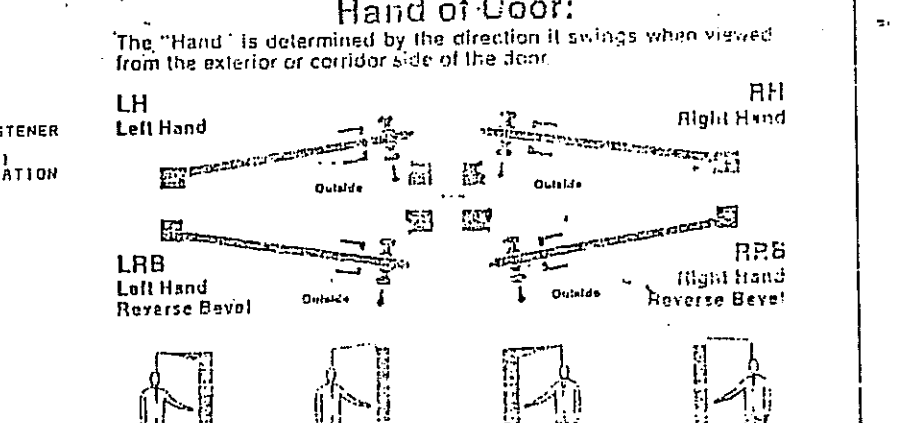 Hand of Door:
The "Hand" is determined by the direction it swings when viewed
from the exterior or corridor side of the door
STENER
ATION
LH
Left Hand
RH
Right Hand
Outside
Outside
LRB
Left Hand
Reverse Bevel
Outside
Outside
RRB
Right Hand
Reverse Bevel